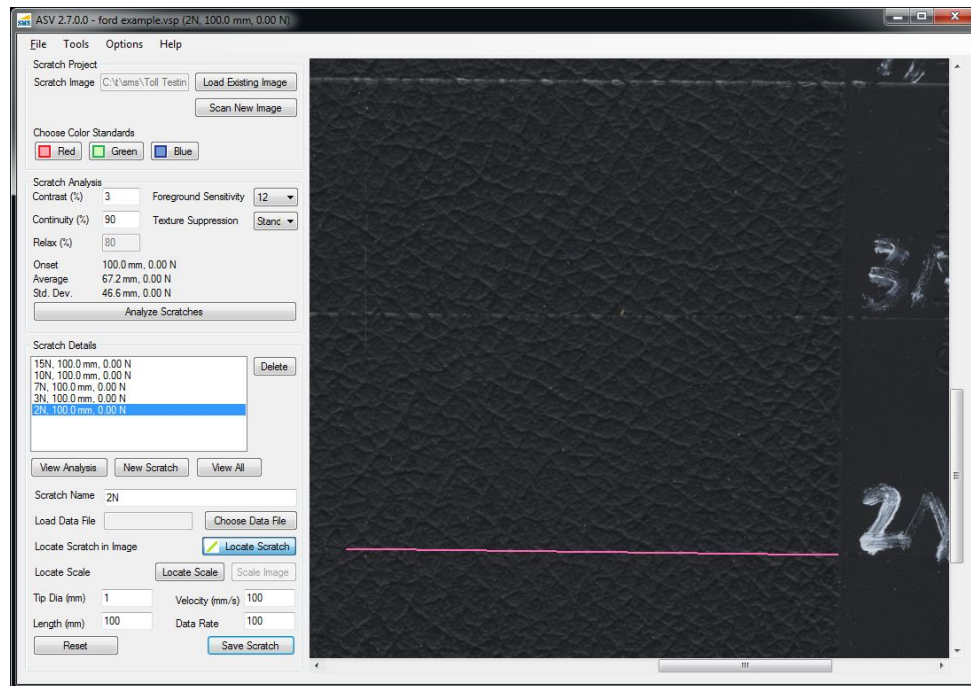 SMS ASV 2.7.0.0 - ford example.vsp (2N, 100.0 mm, 0.00 N)
File Tools Options Help
Scratch Project
Scratch Image C:\t\sms\Toll Testin Load Existing Image
Scan New Image
Choose Color Standards
Red Green Blue
Scratch Analysis
Contrast (%) 3 Foreground Sensitivity 12
Continuity (%) 90 Texture Suppression Stanc
Relax (%) 80
Onset 100.0 mm, 0.00 N
Average 67.2 mm, 0.00 N
Std. Dev. 46.6 mm, 0.00 N
Analyze Scratches
Scratch Details
15N, 100.0 mm, 0.00 N
Delete
10N, 100.0 mm, 0.00 N
7N, 100.0 mm, 0.00 N
3N, 100.0 mm, 0.00 N
2N, 100.0 mm, 0.00 N
View Analysis New Scratch View All
Scratch Name 2N
Load Data File Choose Data File
Locate Scratch in Image Locate Scratch
Locate Scale Locate Scale Scale Image
Tip Dia (mm) 1 Velocity (mm/s) 100
Length (mm) 100 Data Rate 100
Reset Save Scratch
3N
2N